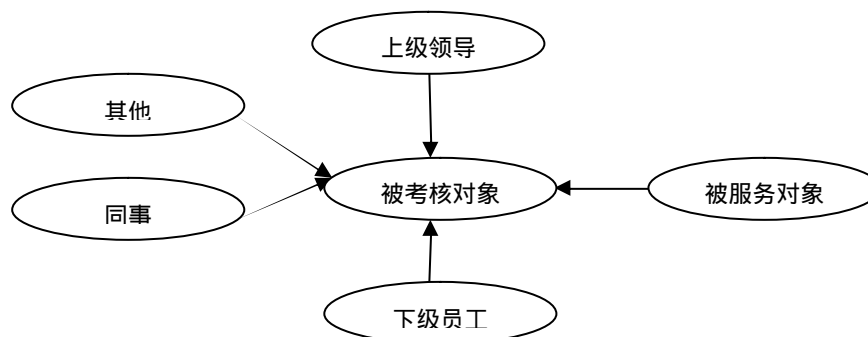 上级领导
其他
被考核对象
被服务对象
同事
下级员工